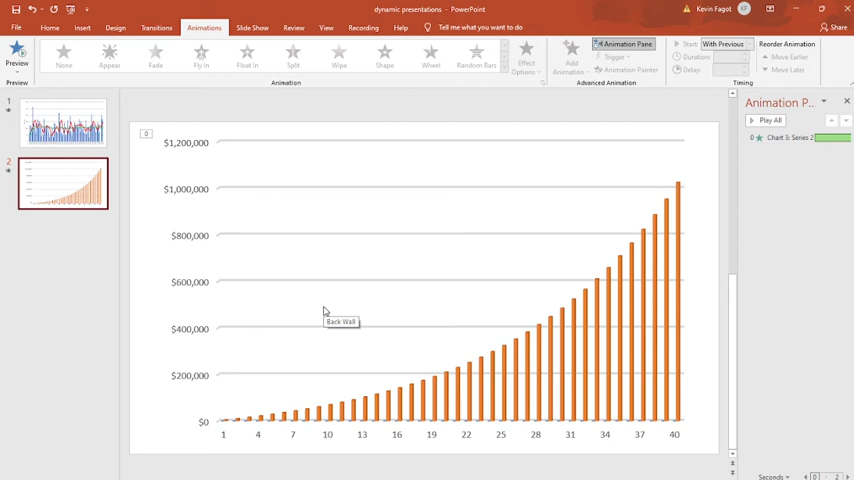 dynamic presentations - PowerPoint
Kevin Fagot KF
File Home Insert Design Transitions Animations Slide Show Review View Recording Help Tell me what you want to do Share
Preview
None Appear Fade Fly In Float In Split Wipe Shape Wheel Random Bars
Effect Options
Add Animation
Animation Pane
Trigger
Animation Painter
Start: With Previous
Duration:
Delay:
Reorder Animation
Move Earlier
Move Later
Preview Animation Advanced Animation Timing
1
2
0
$1,200,000
$1,000,000
$800,000
$600,000
$400,000
$200,000
$0
1 4 7 10 13 16 19 22 25 28 31 34 37 40
Back Wall
Animation P...
Play All
0 Chart 3: Series 2
Seconds 0 2